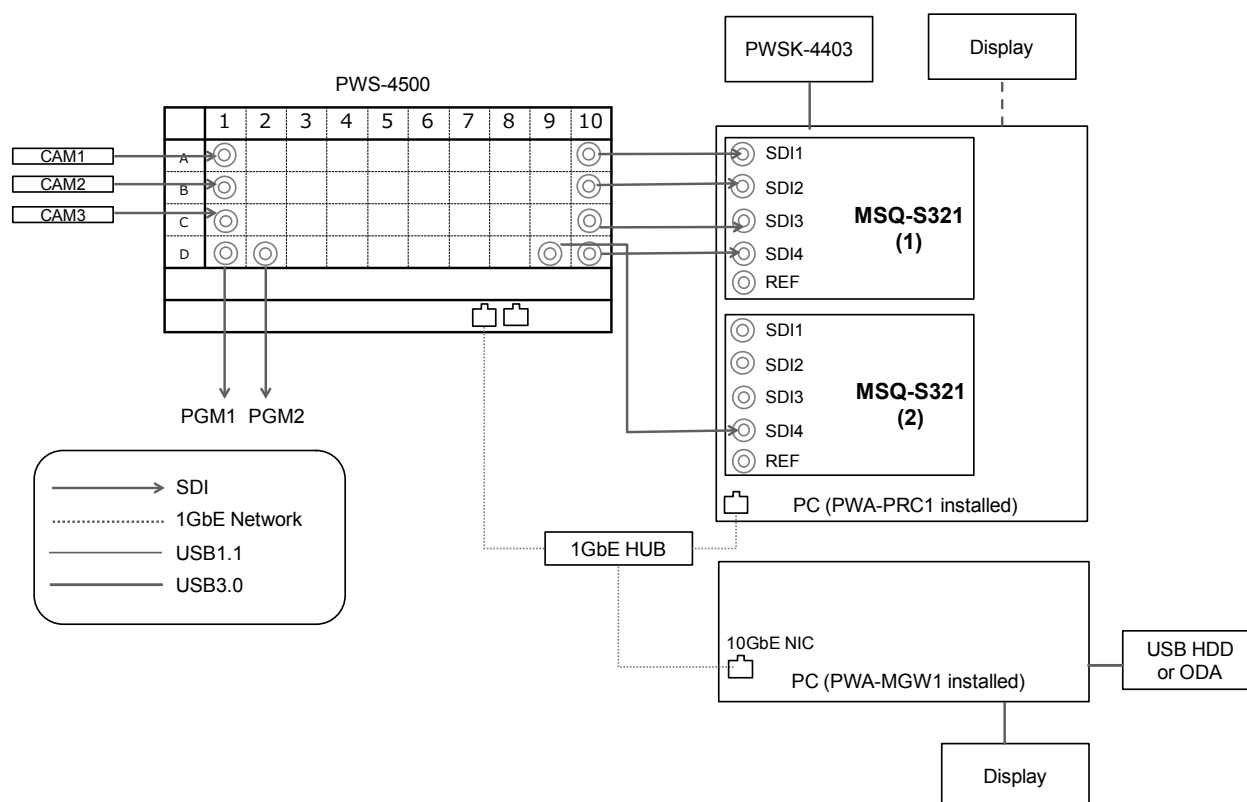 PWSK-4403
Display
PWS-4500
1 2 3 4 5 6 7 8 9 10
A
B
C
D
CAM1
CAM2
CAM3
SDI1
SDI2
SDI3
SDI4
REF
MSQ-S321
(1)
SDI1
SDI2
SDI3
SDI4
REF
MSQ-S321
(2)
PC (PWA-PRC1 installed)
PGM1 PGM2
SDI
1GbE Network
USB1.1
USB3.0
1GbE HUB
10GbE NIC
PC (PWA-MGW1 installed)
USB HDD
or ODA
Display